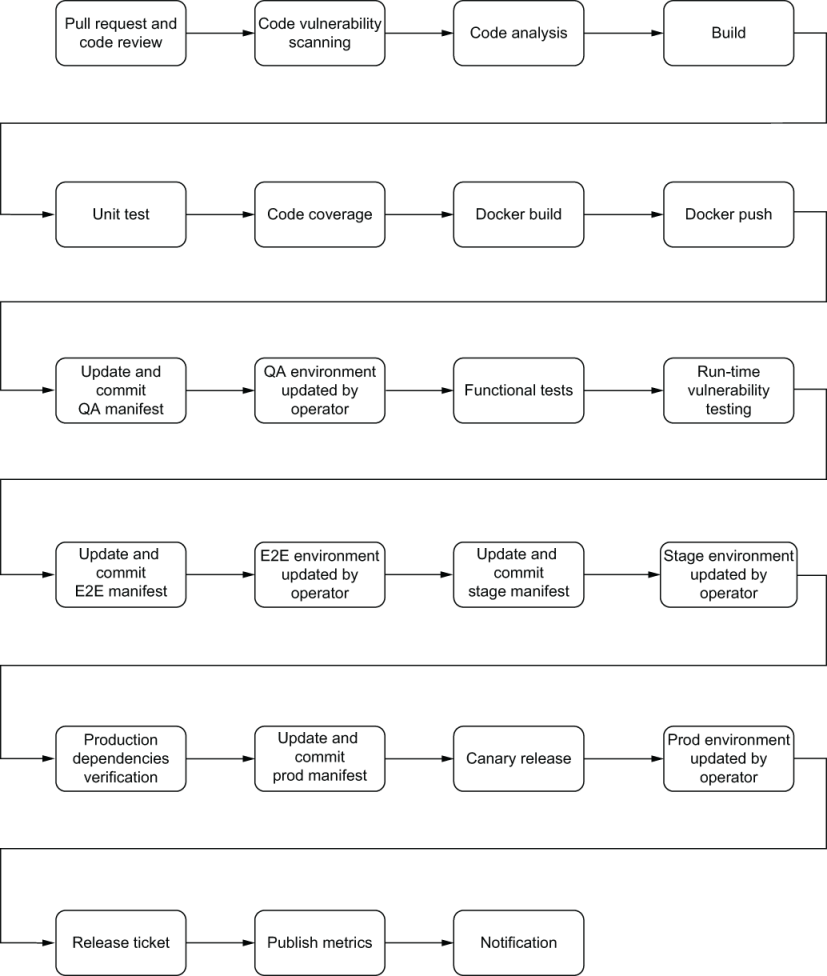 Pull request and
code review
Code vulnerability
scanning
Code analysis
Build
Unit test
Code coverage
Docker build
Docker push
Update and
commit
QA manifest
QA environment
updated by
operator
Functional tests
Run-time
vulnerability
testing
Update and
commit
E2E manifest
E2E environment
updated by
operator
Update and
commit
stage manifest
Stage environment
updated by
operator
Production
dependencies
verification
Update and
commit
prod manifest
Canary release
Prod environment
updated by
operator
Release ticket
Publish metrics
Notification